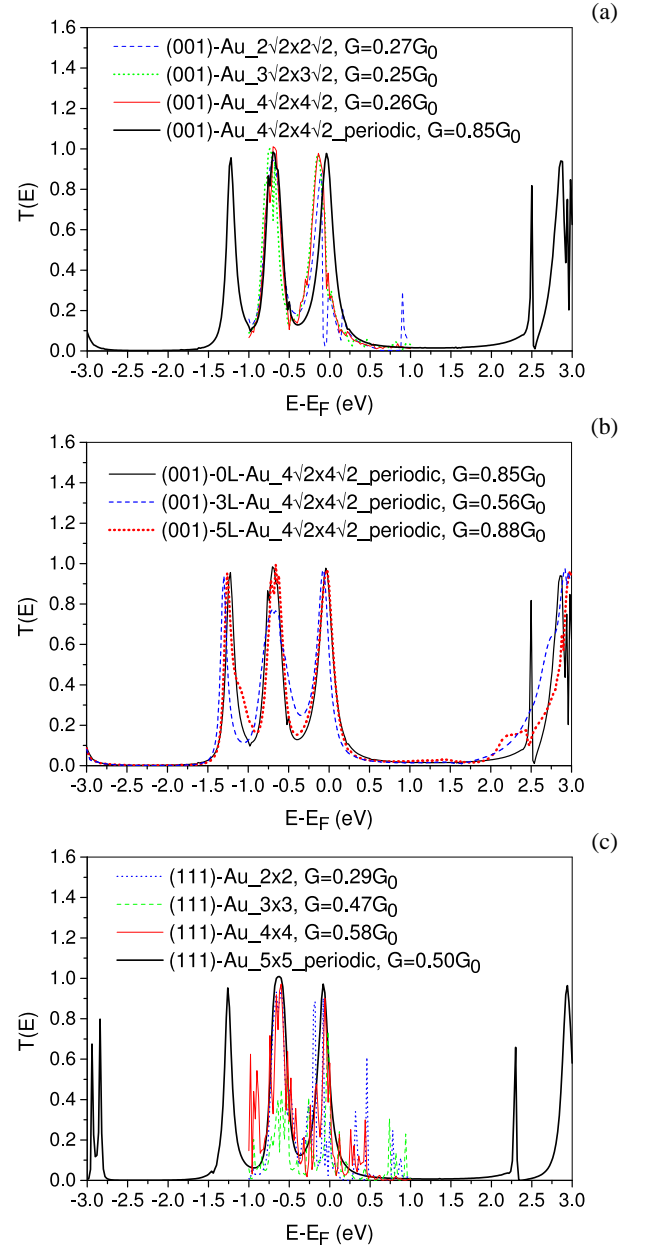 (a)
1.6
1.4
1.2
1.0
0.8
0.6
0.4
0.2
0.0
T(E)
(001)-Au_2√2x2√2, G=0.27G0
(001)-Au_3√2x3√2, G=0.25G0
(001)-Au_4√2x4√2, G=0.26G0
(001)-Au_4√2x4√2_periodic, G=0.85G0
-3.0 -2.5 -2.0 -1.5 -1.0 -0.5 0.0 0.5 1.0 1.5 2.0 2.5 3.0
E-EF (eV)
(b)
1.6
1.4
1.2
1.0
0.8
0.6
0.4
0.2
0.0
T(E)
(001)-0L-Au_4√2x4√2_periodic, G=0.85G0
(001)-3L-Au_4√2x4√2_periodic, G=0.56G0
(001)-5L-Au_4√2x4√2_periodic, G=0.88G0
-3.0 -2.5 -2.0 -1.5 -1.0 -0.5 0.0 0.5 1.0 1.5 2.0 2.5 3.0
E-EF (eV)
(c)
1.6
1.4
1.2
1.0
0.8
0.6
0.4
0.2
0.0
T(E)
(111)-Au_2x2, G=0.29G0
(111)-Au_3x3, G=0.47G0
(111)-Au_4x4, G=0.58G0
(111)-Au_5x5_periodic, G=0.50G0
-3.0 -2.5 -2.0 -1.5 -1.0 -0.5 0.0 0.5 1.0 1.5 2.0 2.5 3.0
E-EF (eV)